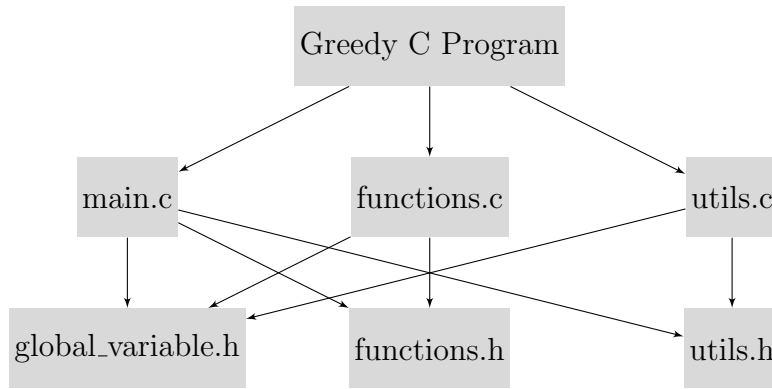 Greedy C Program
main.c
functions.c
utils.c
global_variable.h
functions.h
utils.h